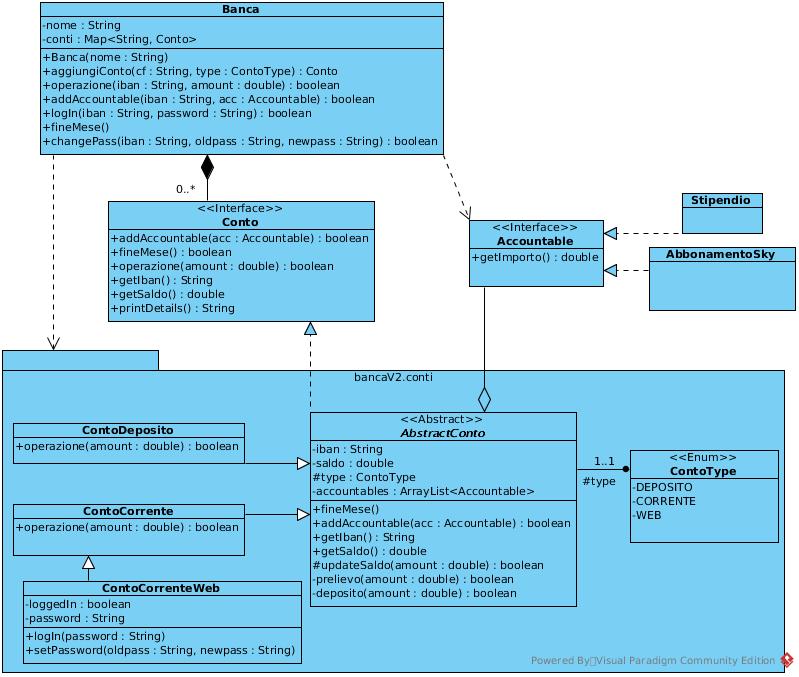 Banca
-nome : String
-conti : Map<String, Conto>
+Banca(nome : String)
+aggiungiConto(cf : String, type : ContoType) : Conto
+operazione(iban : String, amount : double) : boolean
+addAccountable(iban : String, acc : Accountable) : boolean
+logIn(iban : String, password : String) : boolean
+fineMese()
+changePass(iban : String, oldpass : String, newpass : String) : boolean
0..*
<<Interface>>
Conto
+addAccountable(acc : Accountable) : boolean
+fineMese() : boolean
+operazione(amount : double) : boolean
+getIban() : String
+getSaldo() : double
+printDetails() : String
<<Interface>>
Accountable
+getImporto() : double
Stipendio
AbbonamentoSky
bancaV2.conti
ContoDeposito
+operazione(amount : double) : boolean
ContoCorrente
+operazione(amount : double) : boolean
ContoCorrenteWeb
-loggedIn : boolean
-password : String
+logIn(password : String)
+setPassword(oldpass : String, newpass : String)
<<Abstract>>
AbstractConto
-iban : String
-saldo : double
#type : ContoType
-accountables : ArrayList<Accountable>
+fineMese()
+addAccountable(acc : Accountable) : boolean
+getIban() : String
+getSaldo() : double
#updateSaldo(amount : double) : boolean
-prelievo(amount : double) : boolean
-deposito(amount : double) : boolean
1..1
#type
<<Enum>>
ContoType
-DEPOSITO
-CORRENTE
-WEB
Powered By Visual Paradigm Community Edition